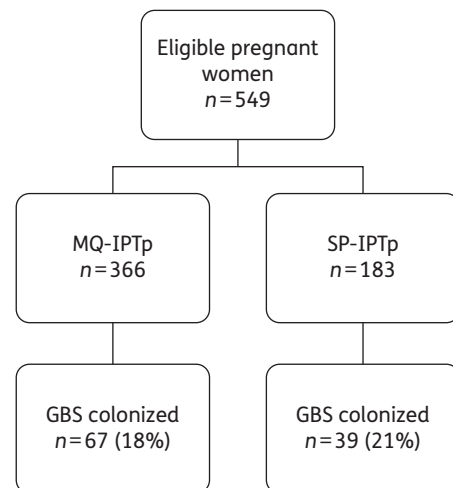 Eligible pregnant
women
n=549
MQ-IPTp
n=366
SP-IPTp
n=183
GBS colonized
n=67 (18%)
GBS colonized
n=39 (21%)